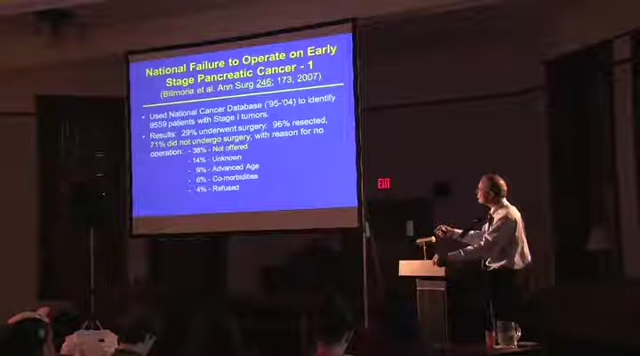 National Failure to Operate on Early
Stage Pancreatic Cancer - 1
(Bilimoria et al. Ann Surg 246: 173, 2007)
• Used National Cancer Database ('95-'04) to identify
9559 patients with Stage I tumors.
• Results: 29% underwent surgery: 96% resected,
71% did not undergo surgery, with reason for no
operation: - 38% - Not offered
- 14% - Unknown
- 9% - Advanced Age
- 6% - Co-morbidities
- 4% - Refused
EXIT